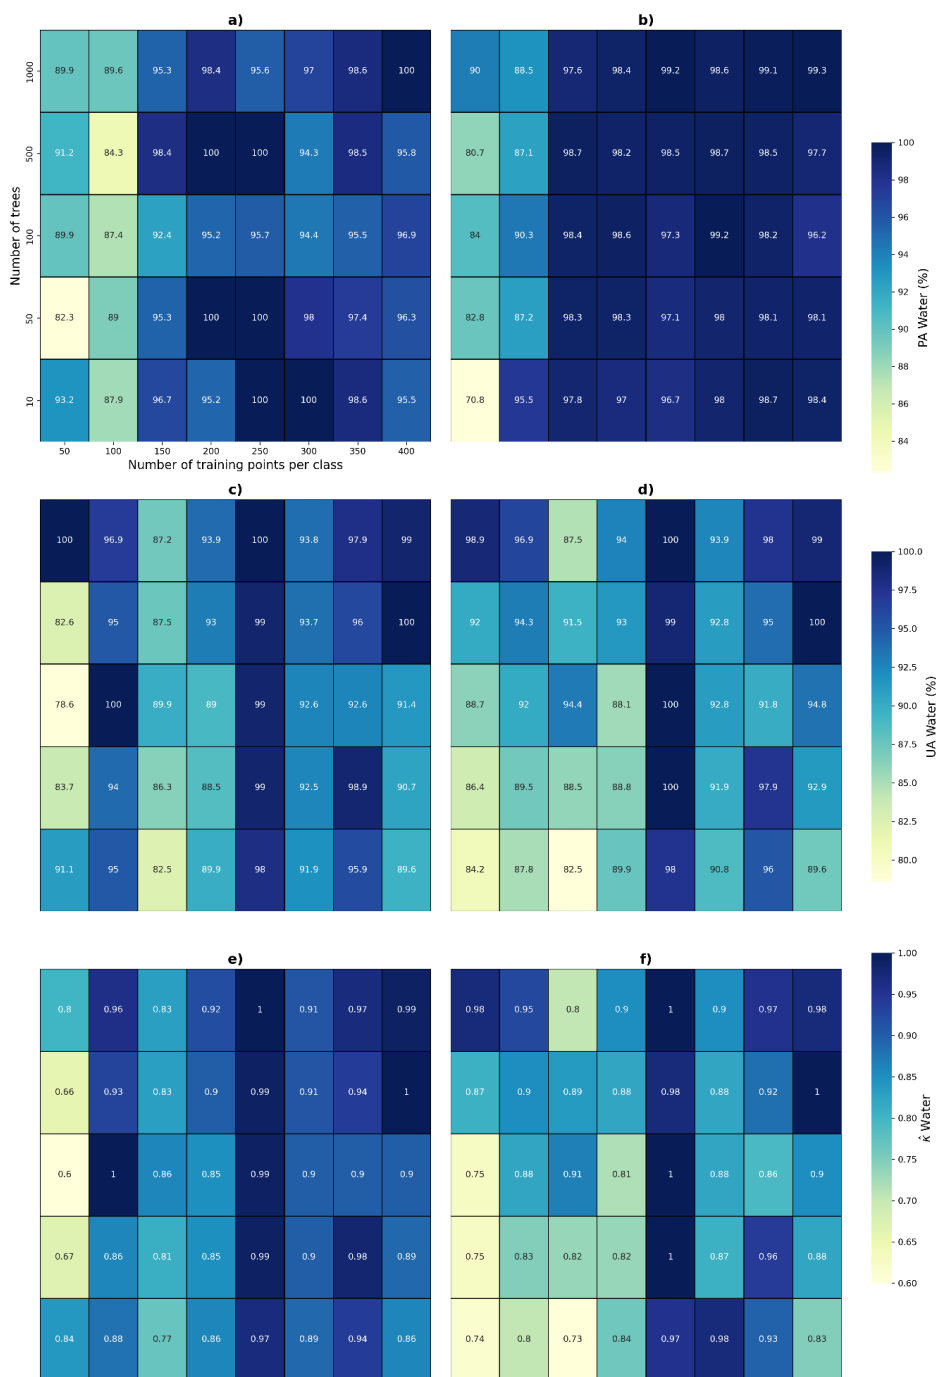 a) b)
1000 89.9 89.6 95.3 98.4 95.6 97 98.6 100 90 88.5 97.6 98.4 99.2 98.6 99.1 99.3
500 91.2 84.3 98.4 100 100 94.3 98.5 95.8 80.7 87.1 98.7 98.2 98.5 98.7 98.5 97.7
100 89.9 87.4 92.4 95.2 95.7 94.4 95.5 96.9 84 90.3 98.4 98.6 97.3 99.2 98.2 96.2
50 82.3 89 95.3 100 100 98 97.4 96.3 82.8 87.2 98.3 98.3 97.1 98 98.1 98.1
10 93.2 87.9 96.7 95.2 100 100 98.6 95.5 70.8 95.5 97.8 97 96.7 98 98.7 98.4
Number of trees
50 100 150 200 250 300 350 400
Number of training points per class
100
98
96
94
92
90
88
86
84
PA Water (%)
c) d)
100 96.9 87.2 93.9 100 93.8 97.9 99 98.9 96.9 87.5 94 100 93.9 98 99
82.6 95 87.5 93 99 93.7 96 100 92 94.3 91.5 93 99 92.8 95 100
78.6 100 89.9 89 99 92.6 92.6 91.4 88.7 92 94.4 88.1 100 92.8 91.8 94.8
83.7 94 86.3 88.5 99 92.5 98.9 90.7 86.4 89.5 88.5 88.8 100 91.9 97.9 92.9
91.1 95 82.5 89.9 98 91.9 95.9 89.6 84.2 87.8 82.5 89.9 98 90.8 96 89.6
100.0
97.5
95.0
92.5
90.0
87.5
85.0
82.5
80.0
UA Water (%)
e) f)
0.8 0.96 0.83 0.92 1 0.91 0.97 0.99 0.98 0.95 0.8 0.9 1 0.9 0.97 0.98
0.66 0.93 0.83 0.9 0.99 0.91 0.94 1 0.87 0.9 0.89 0.88 0.98 0.88 0.92 1
0.6 1 0.86 0.85 0.99 0.9 0.9 0.9 0.75 0.88 0.91 0.81 1 0.88 0.86 0.9
0.67 0.86 0.81 0.85 0.99 0.9 0.98 0.89 0.75 0.83 0.82 0.82 1 0.87 0.96 0.88
0.84 0.88 0.77 0.86 0.97 0.89 0.94 0.86 0.74 0.8 0.73 0.84 0.97 0.98 0.93 0.83
1.00
0.95
0.90
0.85
0.80
0.75
0.70
0.65
0.60
κ̂ Water